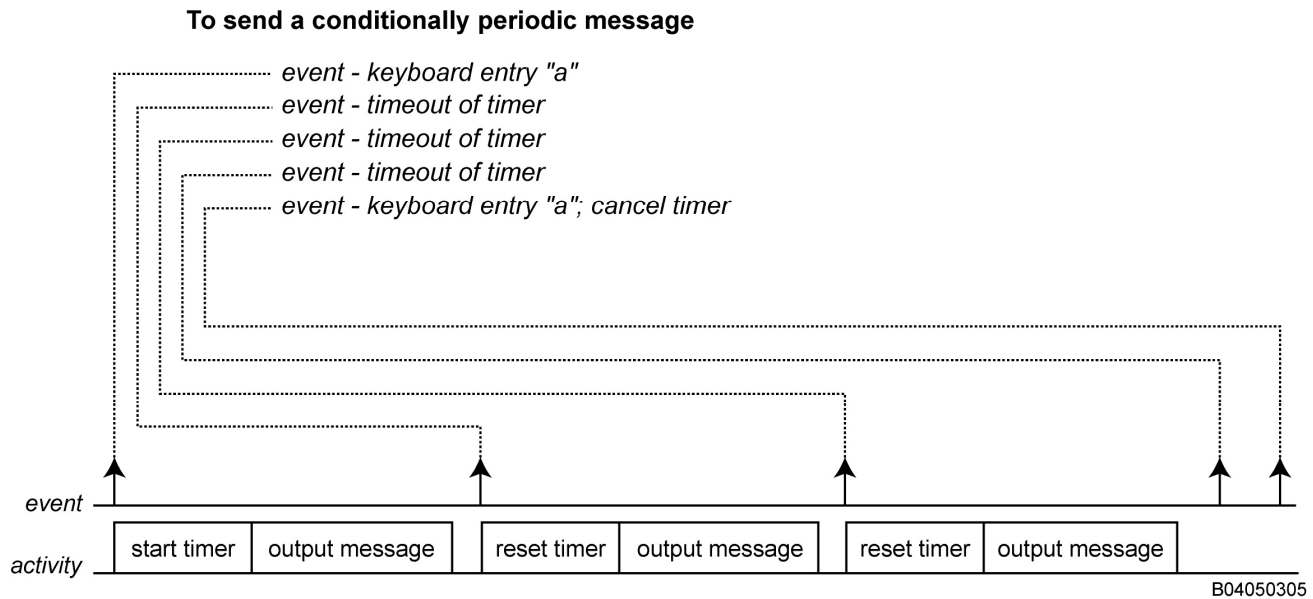 To send a conditionally periodic message
event - keyboard entry "a"
event - timeout of timer
event - timeout of timer
event - timeout of timer
event - keyboard entry "a"; cancel timer
event
start timer output message reset timer output message reset timer output message
activity
B04050305